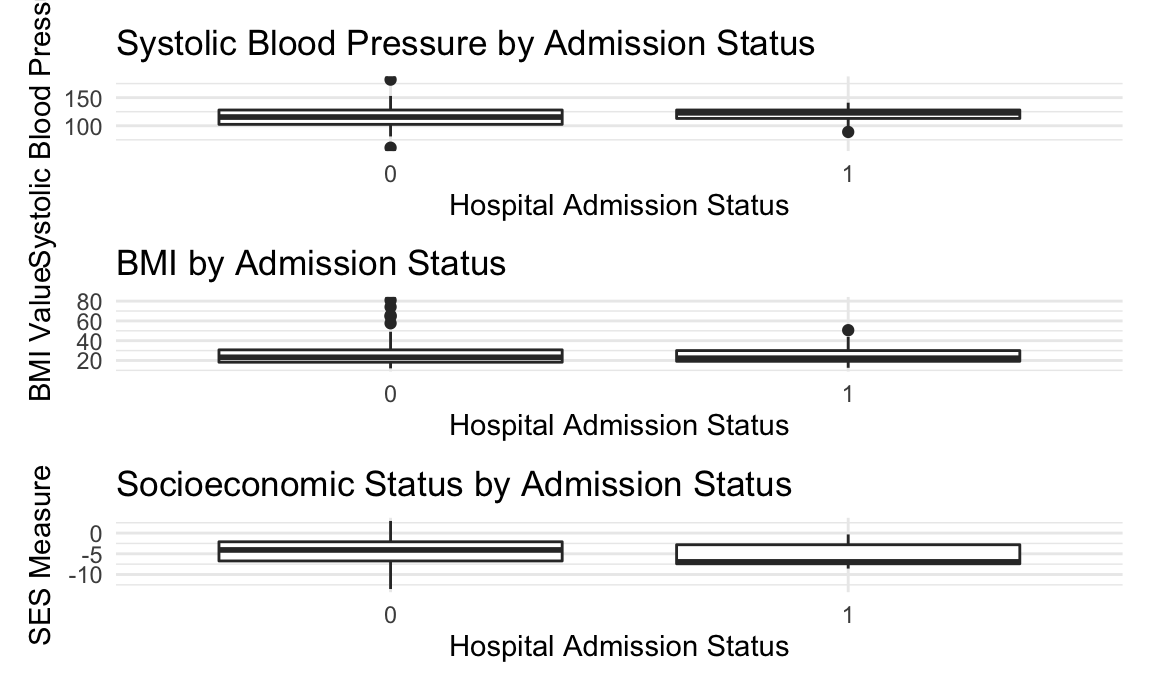 Systolic Blood Pressure by Admission Status
Systolic Blood Press
150
100
0 1
Hospital Admission Status
BMI by Admission Status
BMI Value
80
60
40
20
0 1
Hospital Admission Status
Socioeconomic Status by Admission Status
SES Measure
0
-5
-10
0 1
Hospital Admission Status